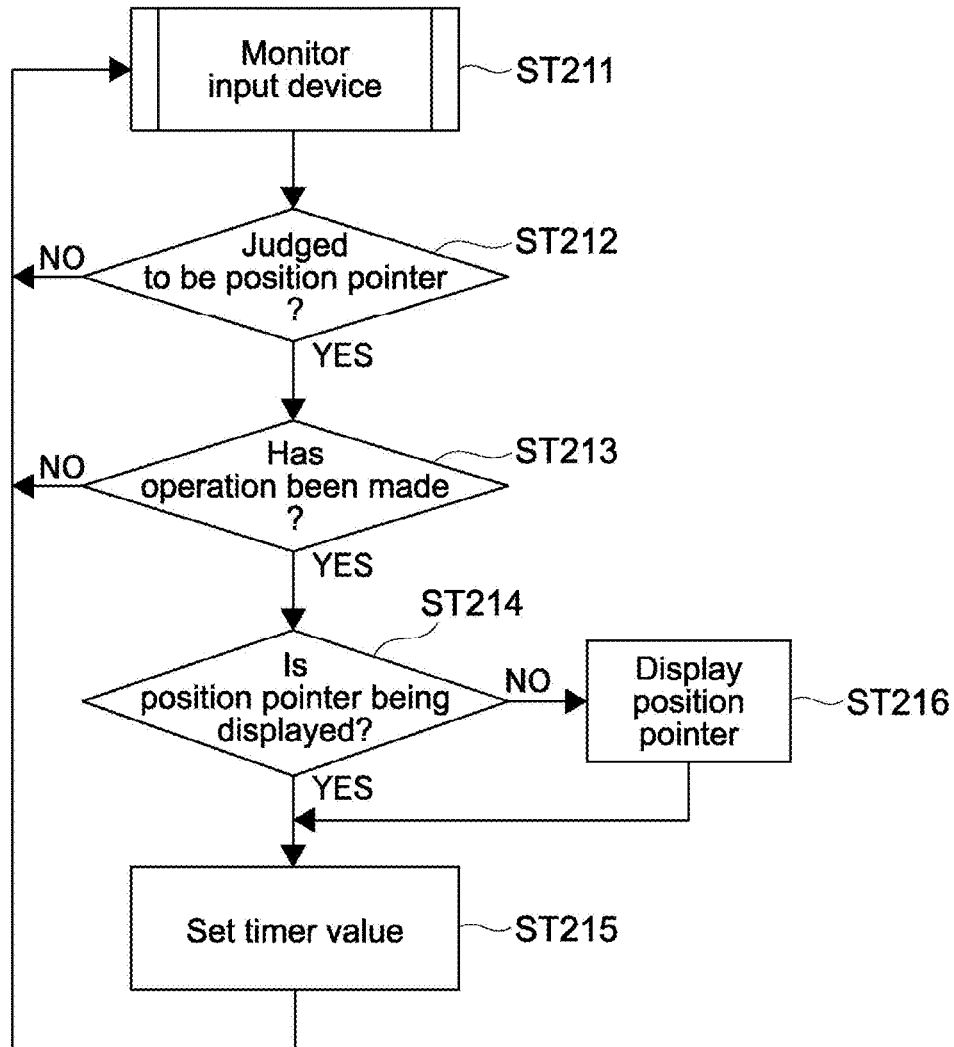 Monitor
input device
ST211
Judged
to be position pointer
?
ST212
NO
YES
Has
operation been made
?
ST213
NO
YES
ST214
Is
position pointer being
displayed?
NO
Display
position
pointer
ST216
YES
Set timer value
ST215